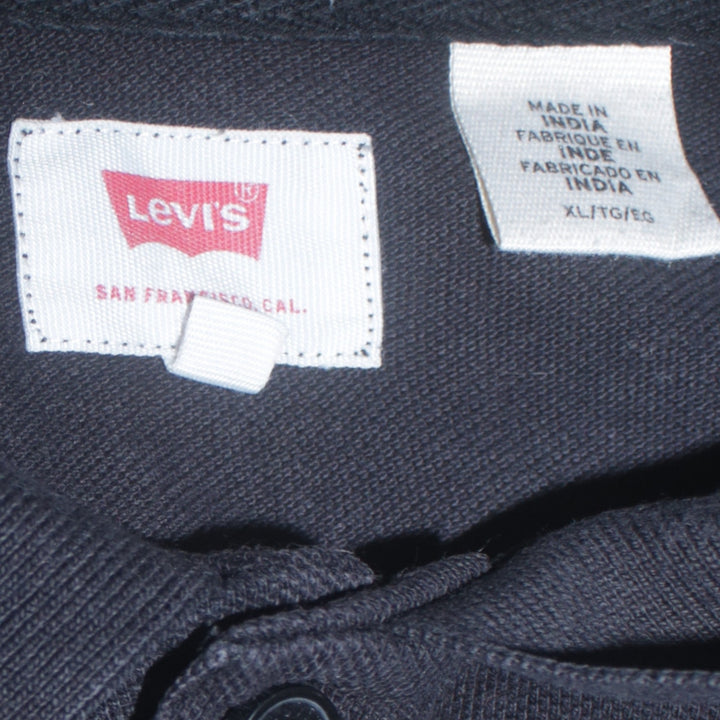 LEVI'S
®
SAN FRANCISCO, CAL.
MADE IN
INDIA
FABRIQUE EN
INDE
FABRICADO EN
INDIA
XL/TG/EG